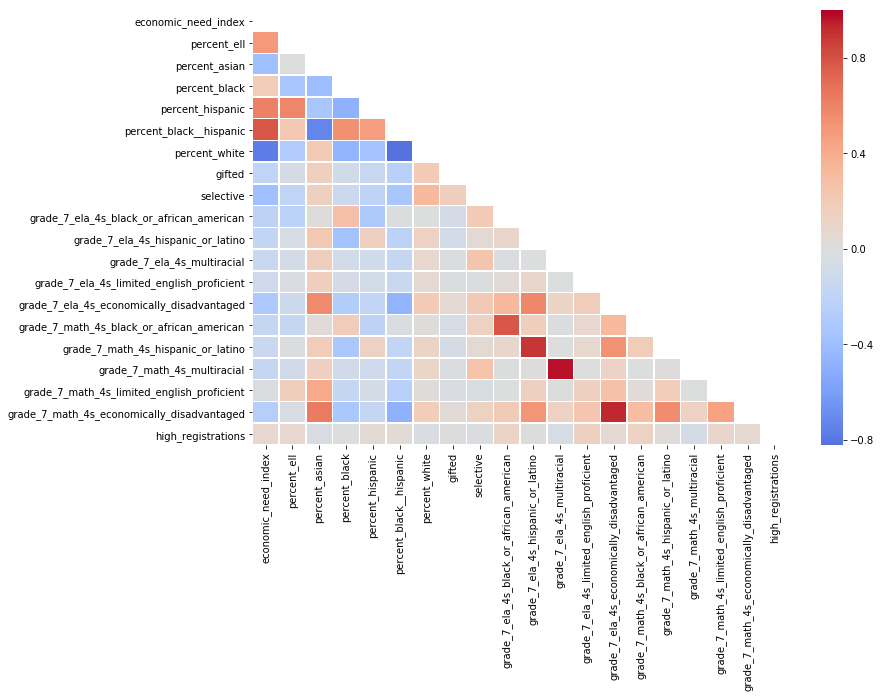 economic_need_index
percent_ell
percent_asian
percent_black
percent_hispanic
percent_black__hispanic
percent_white
gifted
selective
grade_7_ela_4s_black_or_african_american
grade_7_ela_4s_hispanic_or_latino
grade_7_ela_4s_multiracial
grade_7_ela_4s_limited_english_proficient
grade_7_ela_4s_economically_disadvantaged
grade_7_math_4s_black_or_african_american
grade_7_math_4s_hispanic_or_latino
grade_7_math_4s_multiracial
grade_7_math_4s_limited_english_proficient
grade_7_math_4s_economically_disadvantaged
high_registrations
economic_need_index
percent_ell
percent_asian
percent_black
percent_hispanic
percent_black__hispanic
percent_white
gifted
selective
grade_7_ela_4s_black_or_african_american
grade_7_ela_4s_hispanic_or_latino
grade_7_ela_4s_multiracial
grade_7_ela_4s_limited_english_proficient
grade_7_ela_4s_economically_disadvantaged
grade_7_math_4s_black_or_african_american
grade_7_math_4s_hispanic_or_latino
grade_7_math_4s_multiracial
grade_7_math_4s_limited_english_proficient
grade_7_math_4s_economically_disadvantaged
high_registrations
0.8
0.4
0.0
−0.4
−0.8